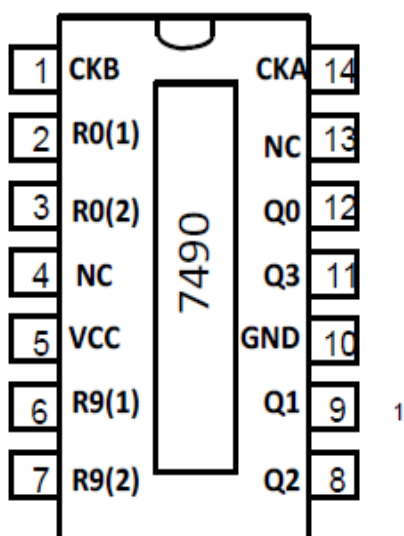 1 CKB CKA 14
2 R0(1) NC 13
3 R0(2) Q0 12
4 NC Q3 11
5 VCC GND 10
6 R9(1) Q1 9 1
7 R9(2) Q2 8
7490